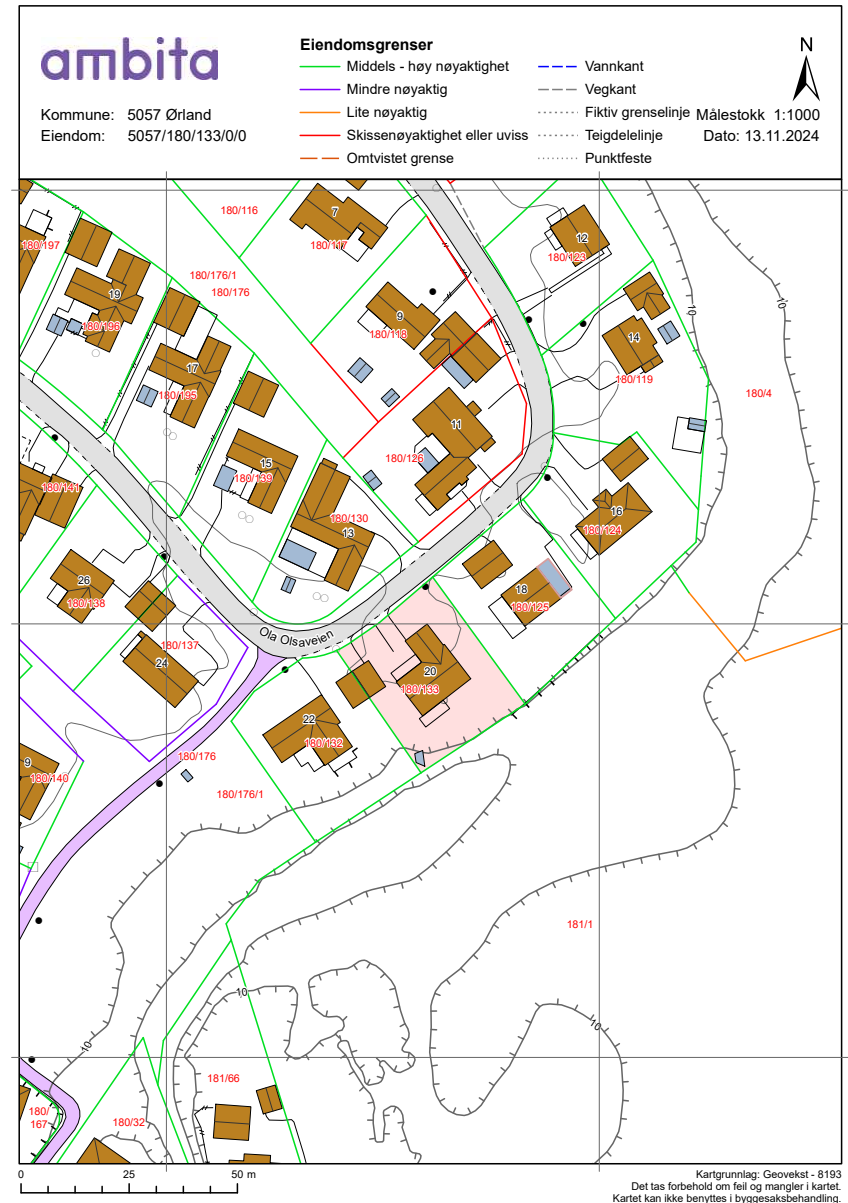 ambita
Kommune: 5057 Ørland
Eiendom: 5057/180/133/0/0
Eiendomsgrenser
Middels - høy nøyaktighet
Mindre nøyaktig
Lite nøyaktig
Skissenøyaktighet eller uviss
Omtvistet grense
Vannkant
Vegkant
Fiktiv grenselinje
Teigdelelinje
Punktfeste
N
Målestokk 1:1000
Dato: 13.11.2024
180/116
7
180/117
12
180/123
180/197
180/176/1
180/176
19
180/196
9
180/118
10
10
14
180/119
17
180/195
180/4
11
180/126
15
180/139
180/141
180/130
13
16
180/124
26
180/138
18
180/125
Ola Olsaveien
180/137
24
20
180/133
22
180/132
180/176
9
180/140
180/176/1
181/1
10
10
10
181/66
180/
167
180/32
0 25 50 m
Kartgrunnlag: Geovekst - 8193
Det tas forbehold om feil og mangler i kartet.
Kartet kan ikke benyttes i byggesaksbehandling.